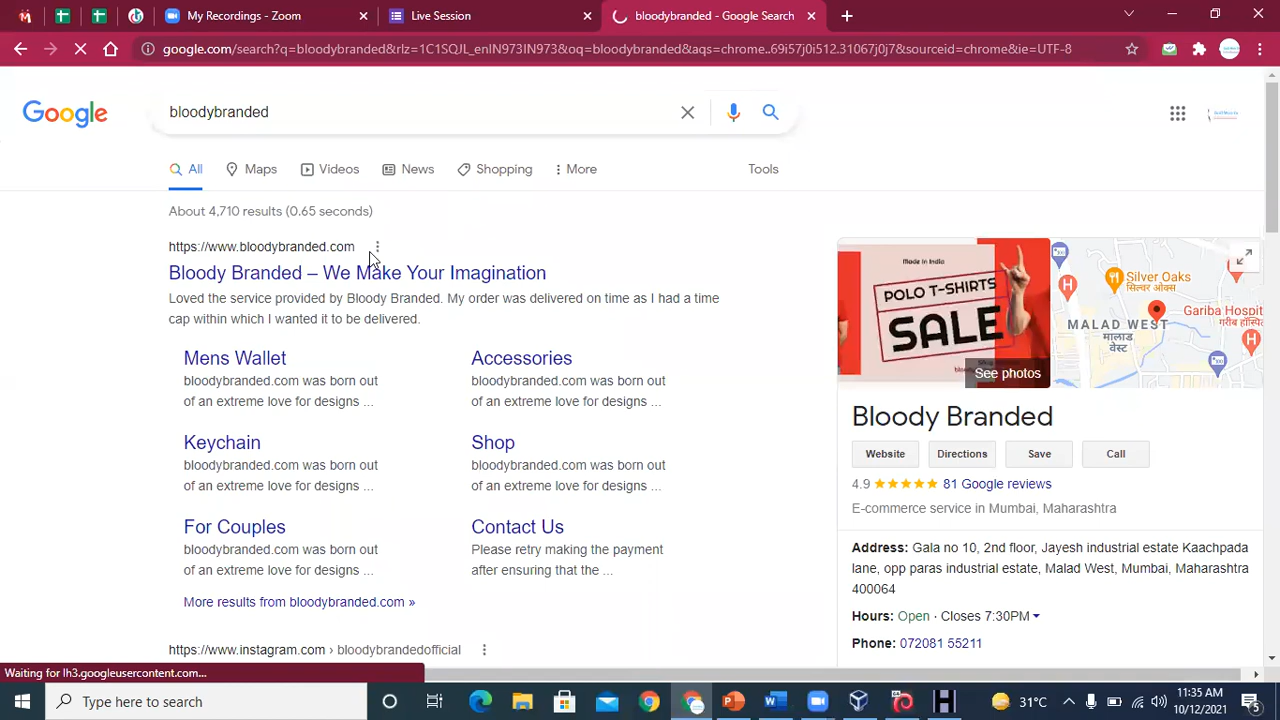 My Recordings - Zoom
Live Session
bloodybranded - Google Search
google.com/search?q=bloodybranded&rlz=1C1SQJL_enIN973IN973&oq=bloodybranded&aqs=chrome..69i57j0i512.31067j0j7&sourceid=chrome&ie=UTF-8
Google
bloodybranded
All
Maps
Videos
News
Shopping
More
Tools
About 4,710 results (0.65 seconds)
https://www.bloodybranded.com
Bloody Branded – We Make Your Imagination
Loved the service provided by Bloody Branded. My order was delivered on time as I had a time
cap within which I wanted it to be delivered.
Mens Wallet
bloodybranded.com was born out
of an extreme love for designs ...
Accessories
bloodybranded.com was born out
of an extreme love for designs ...
Keychain
bloodybranded.com was born out
of an extreme love for designs ...
Shop
bloodybranded.com was born out
of an extreme love for designs ...
For Couples
bloodybranded.com was born out
of an extreme love for designs ...
Contact Us
Please retry making the payment
after ensuring that the ...
More results from bloodybranded.com »
https://www.instagram.com › bloodybrandedofficial
Made in India
POLO T-SHIRTS
SALE
See photos
Silver Oaks
सिल्वर ओक्स
MALAD WEST
मालाड
वेस्ट
Gariba Hospit
गरीब हॉस्पि
Bloody Branded
Website
Directions
Save
Call
4.9
81 Google reviews
E-commerce service in Mumbai, Maharashtra
Address: Gala no 10, 2nd floor, Jayesh industrial estate Kaachpada
lane, opp paras industrial estate, Malad West, Mumbai, Maharashtra
400064
Hours: Open · Closes 7:30PM
Phone: 072081 55211
Waiting for lh3.googleusercontent.com...
Type here to search
31°C
11:35 AM
10/12/2021
5